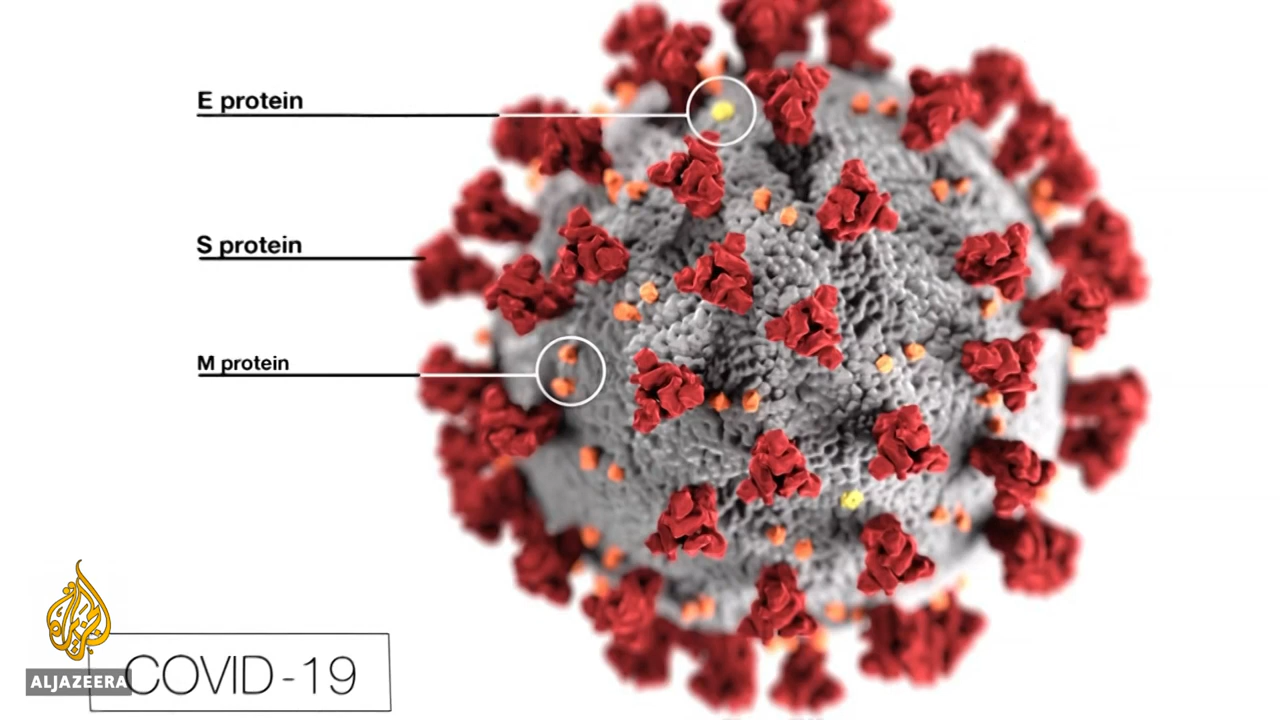 E protein
S protein
M protein
COVID-19
ALJAZEERA